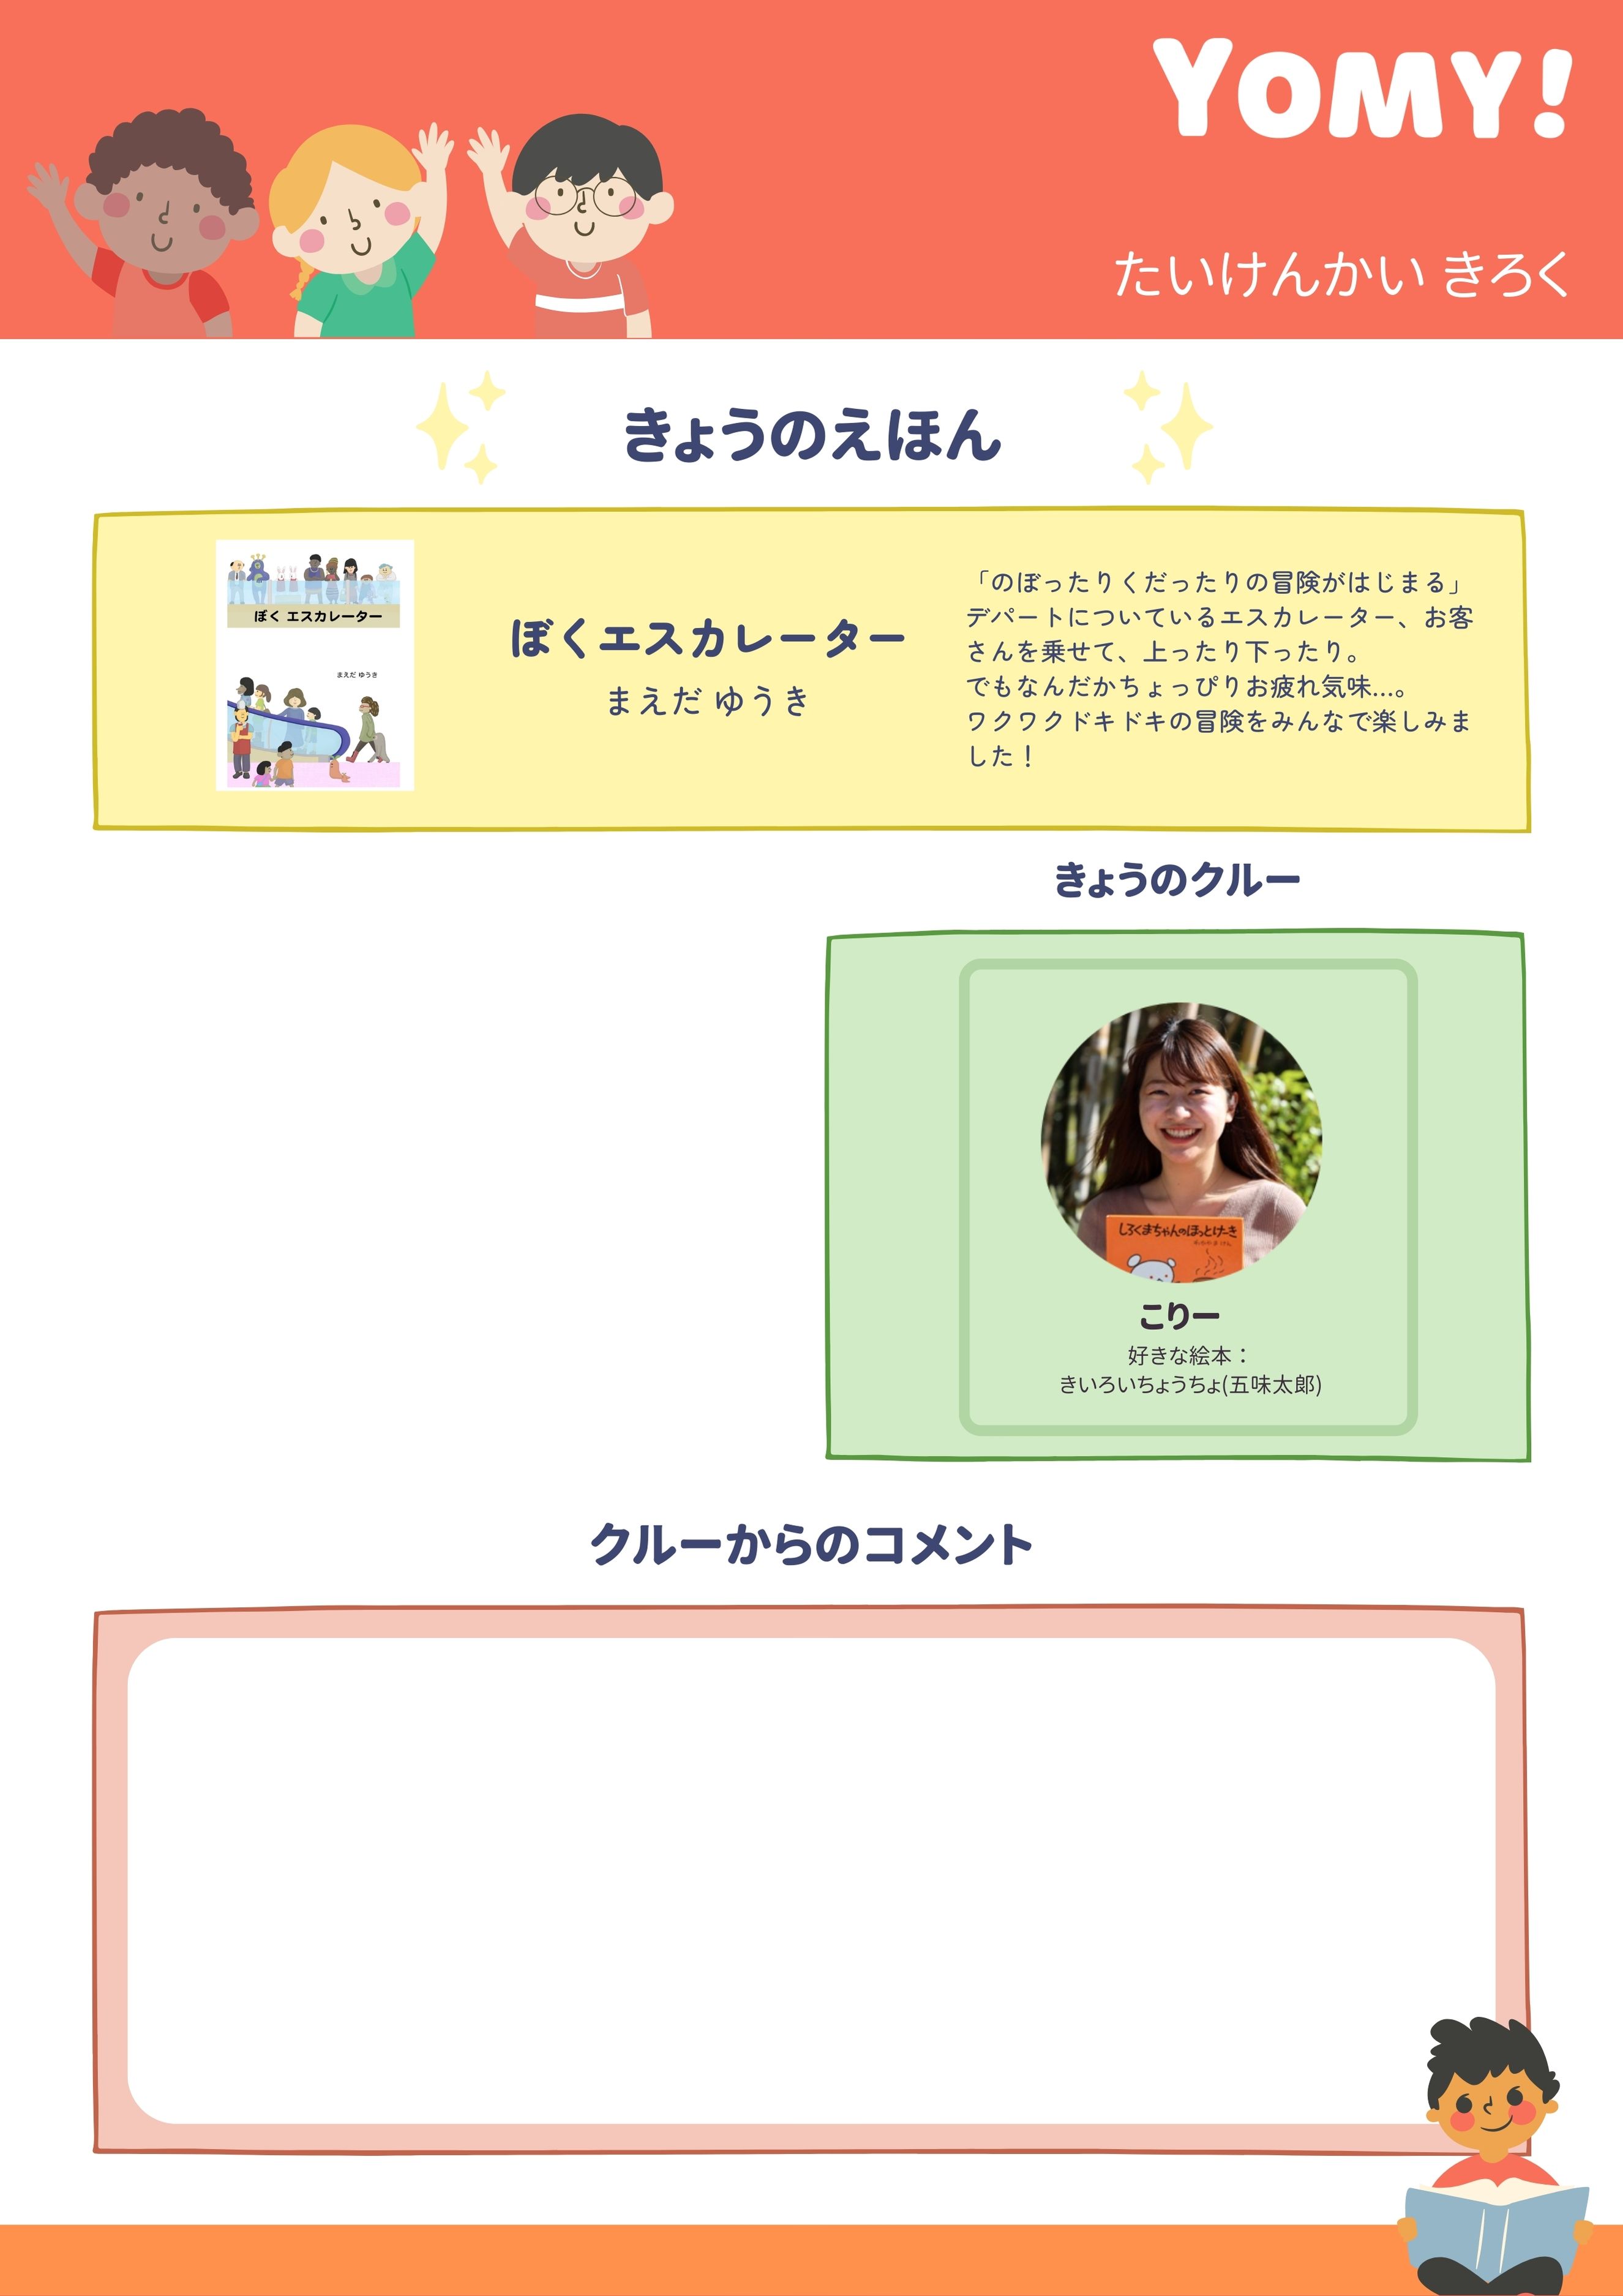 YOMY!
たいけんかい きろく
きょうのえほん
ぼく エスカレーター
まえだ ゆうき
ぼくエスカレーター
まえだ ゆうき
「のぼったりくだったりの冒険がはじまる」
デパートについているエスカレーター、お客
さんを乗せて、上ったり下ったり。
でもなんだかちょっぴりお疲れ気味...。
ワクワクドキドキの冒険をみんなで楽しみま
した！
きょうのクルー
しろくまちゃんのほっとけーき
こりー
好きな絵本：
きいろいちょうちょ(五味太郎)
クルーからのコメント